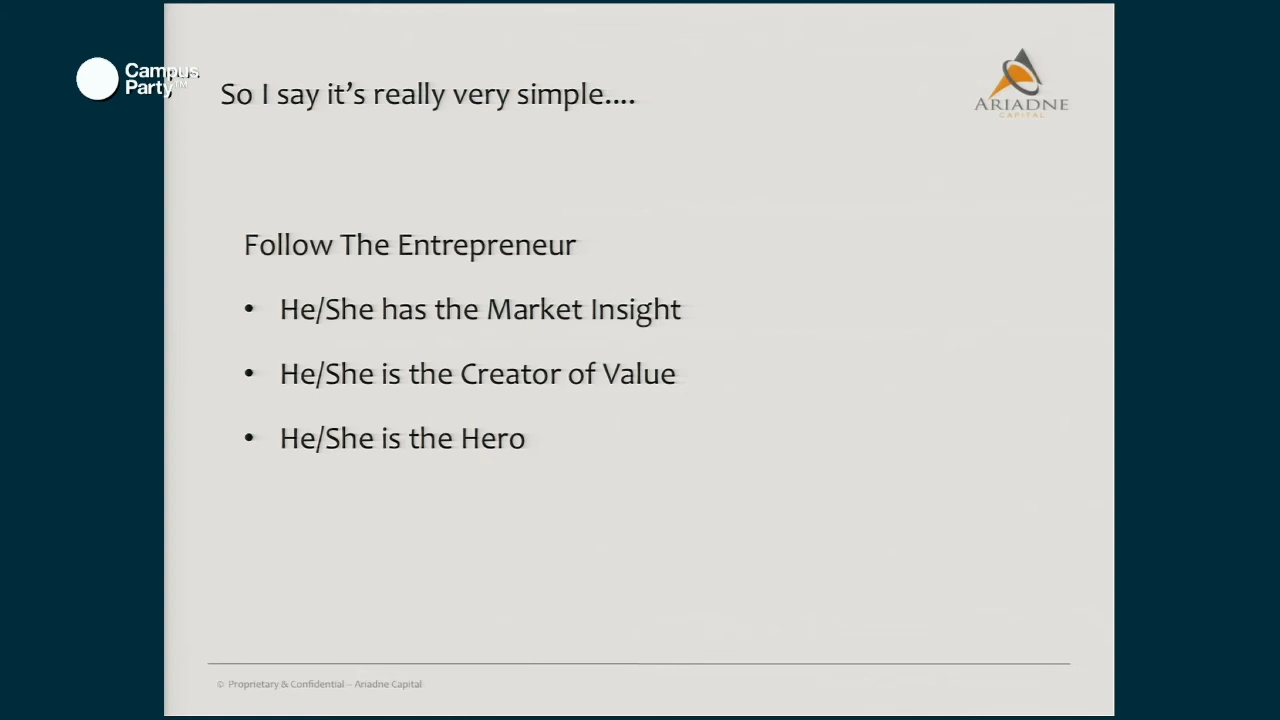 Campus
Party™
So I say it's really very simple....
ARIADNE
CAPITAL
Follow The Entrepreneur
• He/She has the Market Insight
• He/She is the Creator of Value
• He/She is the Hero
© Proprietary & Confidential – Ariadne Capital